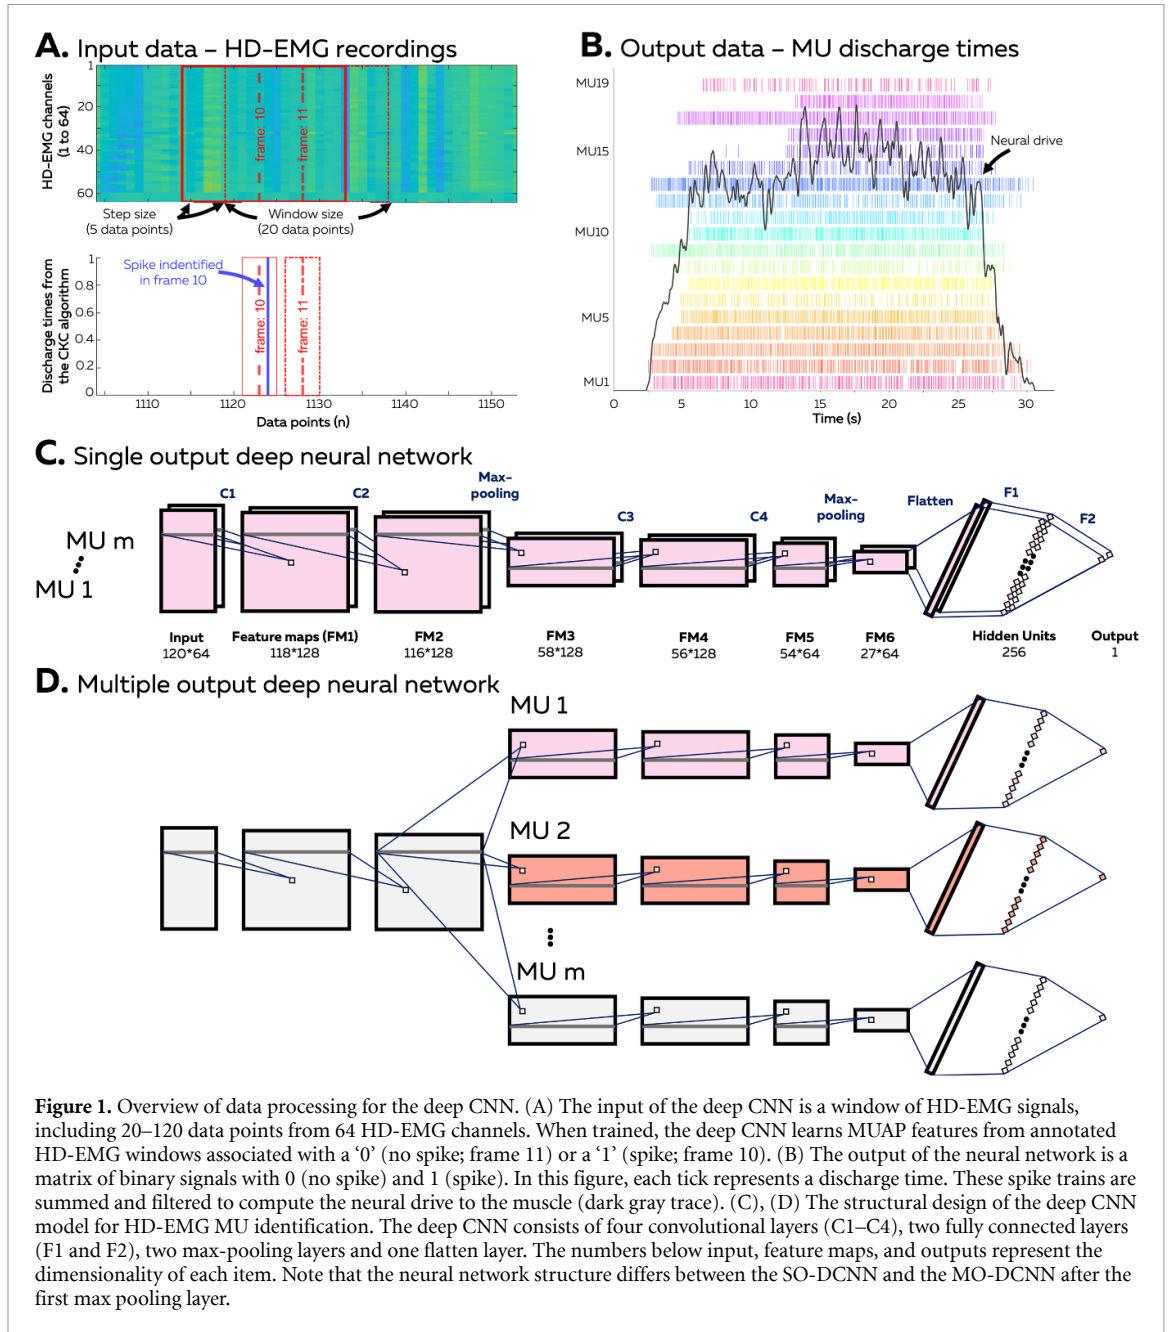 A. Input data – HD-EMG recordings
HD-EMG channels
(1 to 64)
1
20
40
60
frame: 10
frame: 11
Step size
(5 data points)
Window size
(20 data points)
Discharge times from
the CKC algorithm
1
0.8
0.6
0.4
0.2
0
Spike indentified
in frame 10
frame: 10
frame: 11
1110
1120
1130
1140
1150
Data points (n)
B. Output data – MU discharge times
MU19
MU15
MU10
MU5
MU1
Neural drive
0
5
10
15
20
25
30
Time (s)
C. Single output deep neural network
MU m
MU 1
C1
C2
Max-
pooling
C3
C4
Max-
pooling
Flatten
F1
F2
Input
120*64
Feature maps (FM1)
118*128
FM2
116*128
FM3
58*128
FM4
56*128
FM5
54*64
FM6
27*64
Hidden Units
256
Output
1
D. Multiple output deep neural network
MU 1
MU 2
MU m
Figure 1. Overview of data processing for the deep CNN. (A) The input of the deep CNN is a window of HD-EMG signals,
including 20–120 data points from 64 HD-EMG channels. When trained, the deep CNN learns MUAP features from annotated
HD-EMG windows associated with a ‘0’ (no spike; frame 11) or a ‘1’ (spike; frame 10). (B) The output of the neural network is a
matrix of binary signals with 0 (no spike) and 1 (spike). In this figure, each tick represents a discharge time. These spike trains are
summed and filtered to compute the neural drive to the muscle (dark gray trace). (C), (D) The structural design of the deep CNN
model for HD-EMG MU identification. The deep CNN consists of four convolutional layers (C1–C4), two fully connected layers
(F1 and F2), two max-pooling layers and one flatten layer. The numbers below input, feature maps, and outputs represent the
dimensionality of each item. Note that the neural network structure differs between the SO-DCNN and the MO-DCNN after the
first max pooling layer.